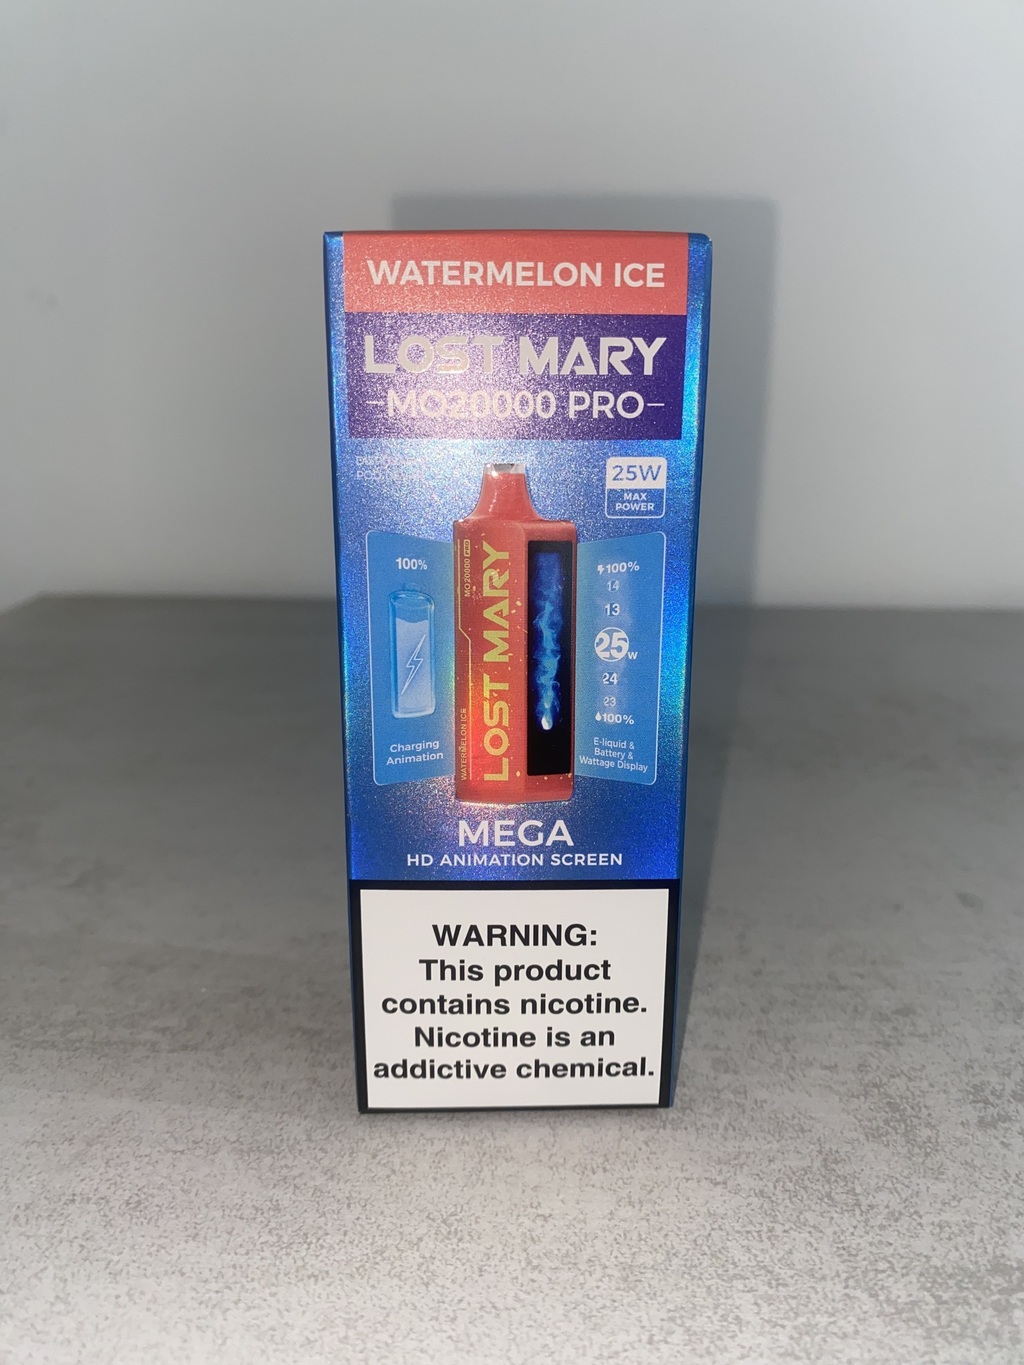 WATERMELON ICE
LOST MARY
-MO20000 PRO-
25W
MAX
POWER
100%
Charging
Animation
MO20000 PRO
LOST MARY
WATERMELON ICE
100%
14
13
25W
24
23
100%
E-liquid &
Battery &
Wattage Display
MEGA
HD ANIMATION SCREEN
WARNING:
This product
contains nicotine.
Nicotine is an
addictive chemical.